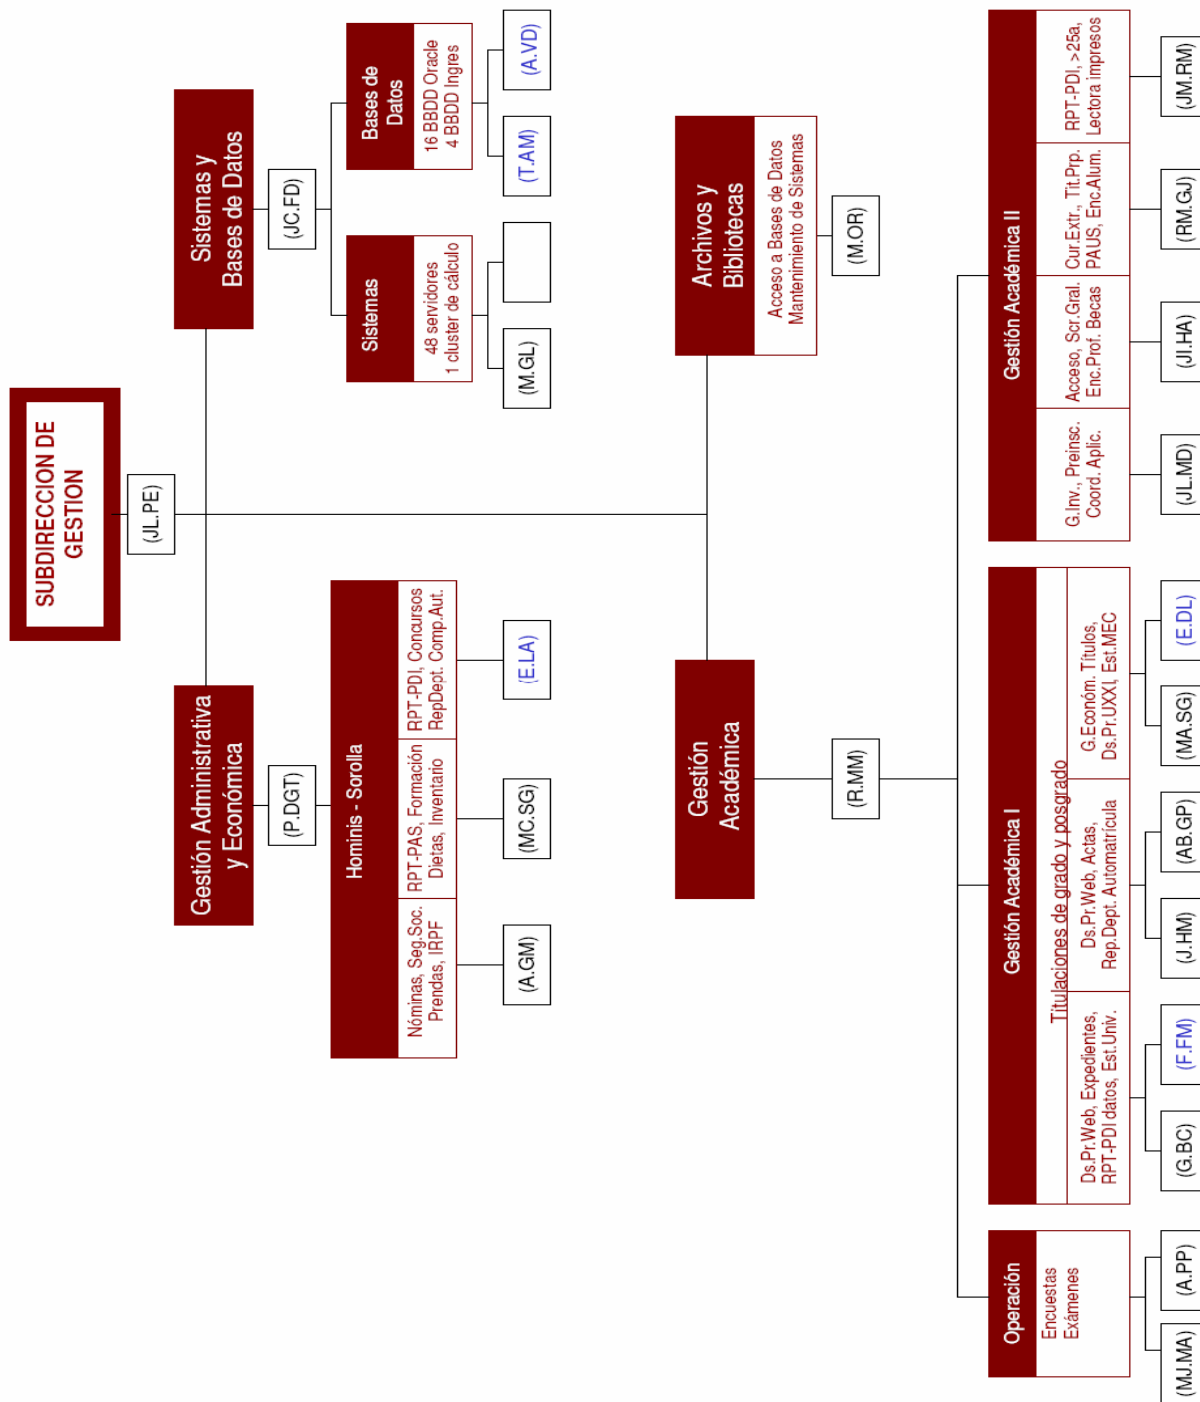 SUBDIRECCION DE
GESTION
(JL.PE)
Gestión Administrativa
y Económica
(P.DGT)
Hominis - Sorolla
Nóminas, Seg.Soc.
Prendas, IRPF
RPT-PAS, Formación
Dietas, Inventario
RPT-PDI, Concursos
RepDept. Comp.Aut.
(A.GM)
(MC.SG)
(E.LA)
Sistemas y
Bases de Datos
(JC.FD)
Sistemas
48 servidores
1 cluster de cálculo
(M.GL)
Bases de
Datos
16 BBDD Oracle
4 BBDD Ingres
(T.AM)
(A.VD)
Gestión
Académica
(R.MM)
Archivos y
Bibliotecas
Acceso a Bases de Datos
Mantenimiento de Sistemas
(M.OR)
Operación
Encuestas
Exámenes
(MJ.MA)
(A.PP)
Gestión Académica I
Titulaciones de grado y posgrado
Ds.Pr.Web, Expedientes,
RPT-PDI datos, Est.Univ.
Ds.Pr.Web, Actas,
Rep.Dept. Automatrícula
G.Económ. Títulos,
Ds.Pr.UXXI, Est.MEC
(G.BC)
(F.FM)
(J.HM)
(AB.GP)
(MA.SG)
(E.DL)
Gestión Académica II
G.Inv., Preinsc.
Coord. Aplic.
Acceso, Scr.Gral.
Enc.Prof. Becas
Cur.Extr., Tit.Prp.
PAUS, Enc.Alum.
RPT-PDI, >25a,
Lectora impresos
(JL.MD)
(JI.HA)
(RM.GJ)
(JM.RM)